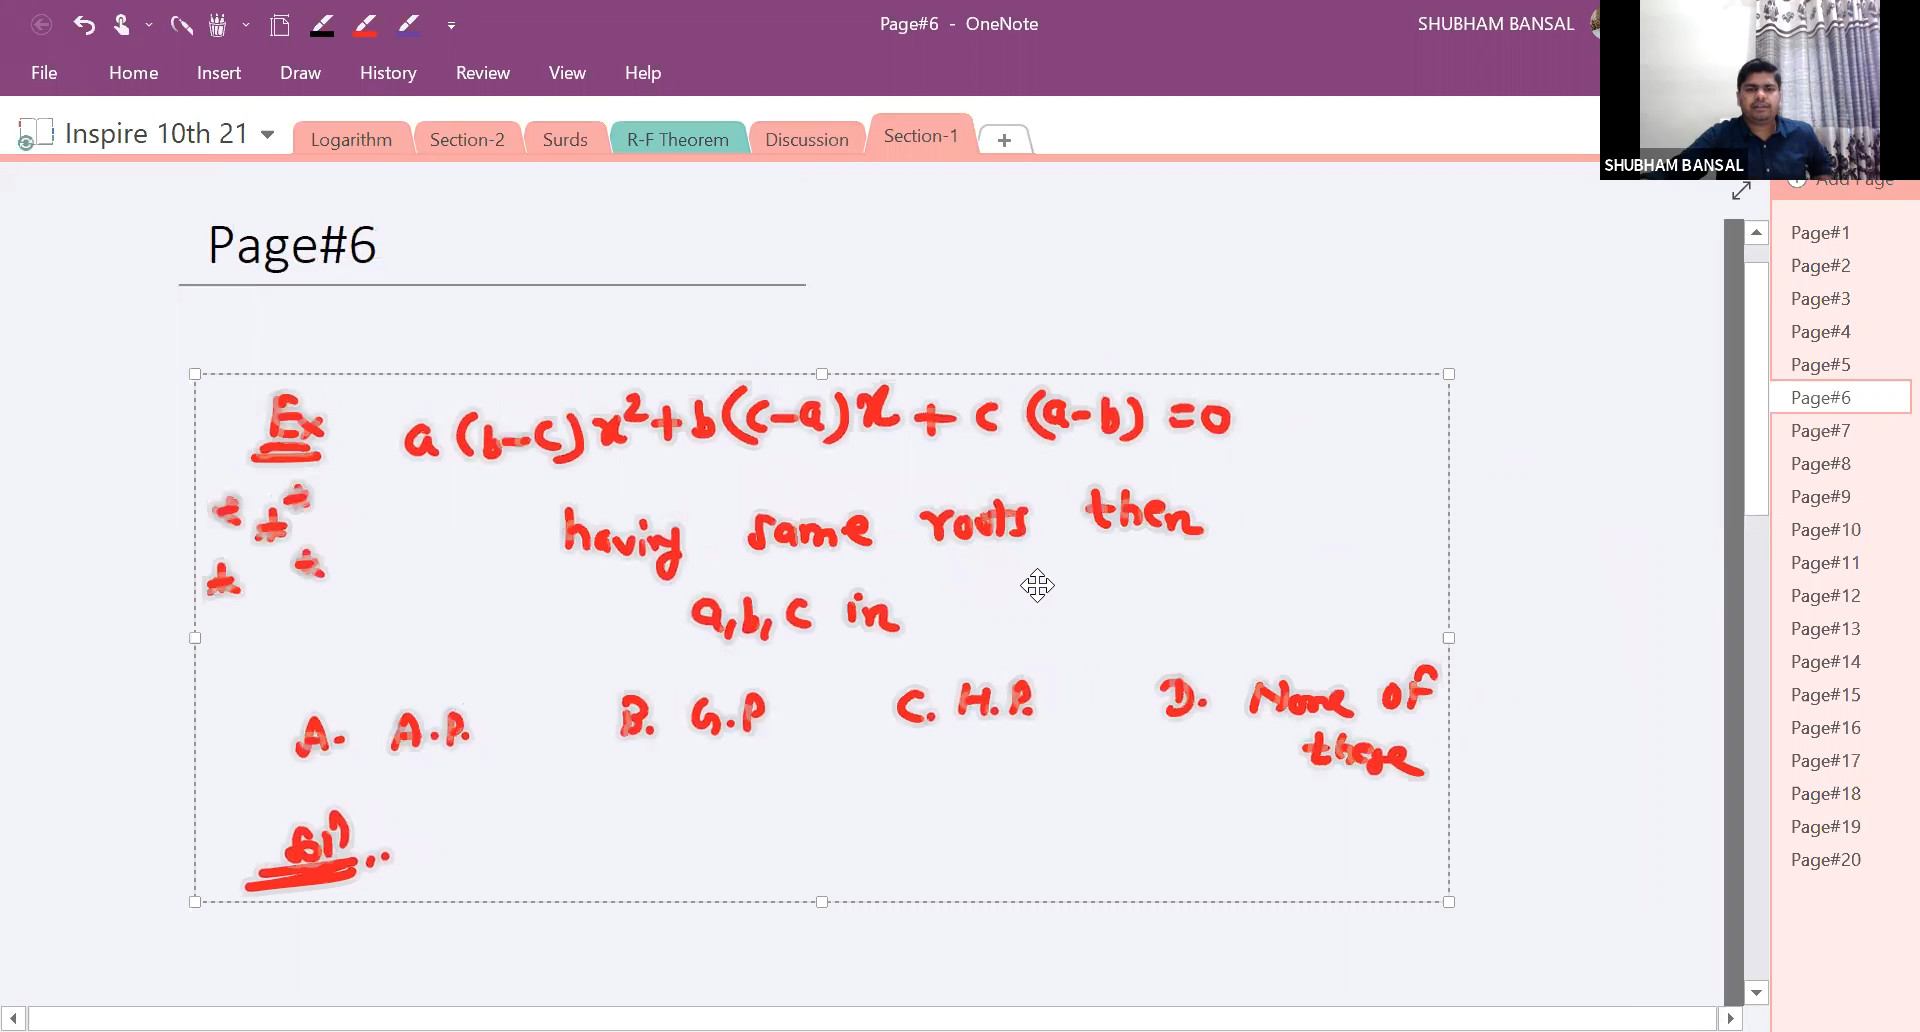 Page#6 - OneNote
SHUBHAM BANSAL
File Home Insert Draw History Review View Help
Inspire 10th 21
Logarithm Section-2 Surds R-F Theorem Discussion Section-1 +
SHUBHAM BANSAL
Add Page
Page#6
Ex a(b-c)x²+b(c-a)x + c (a-b) =0
having same roots then
a,b,c in
A. A.P. B. G.P C. H.P. D. None of
these
Page#1
Page#2
Page#3
Page#4
Page#5
Page#6
Page#7
Page#8
Page#9
Page#10
Page#11
Page#12
Page#13
Page#14
Page#15
Page#16
Page#17
Page#18
Page#19
Page#20